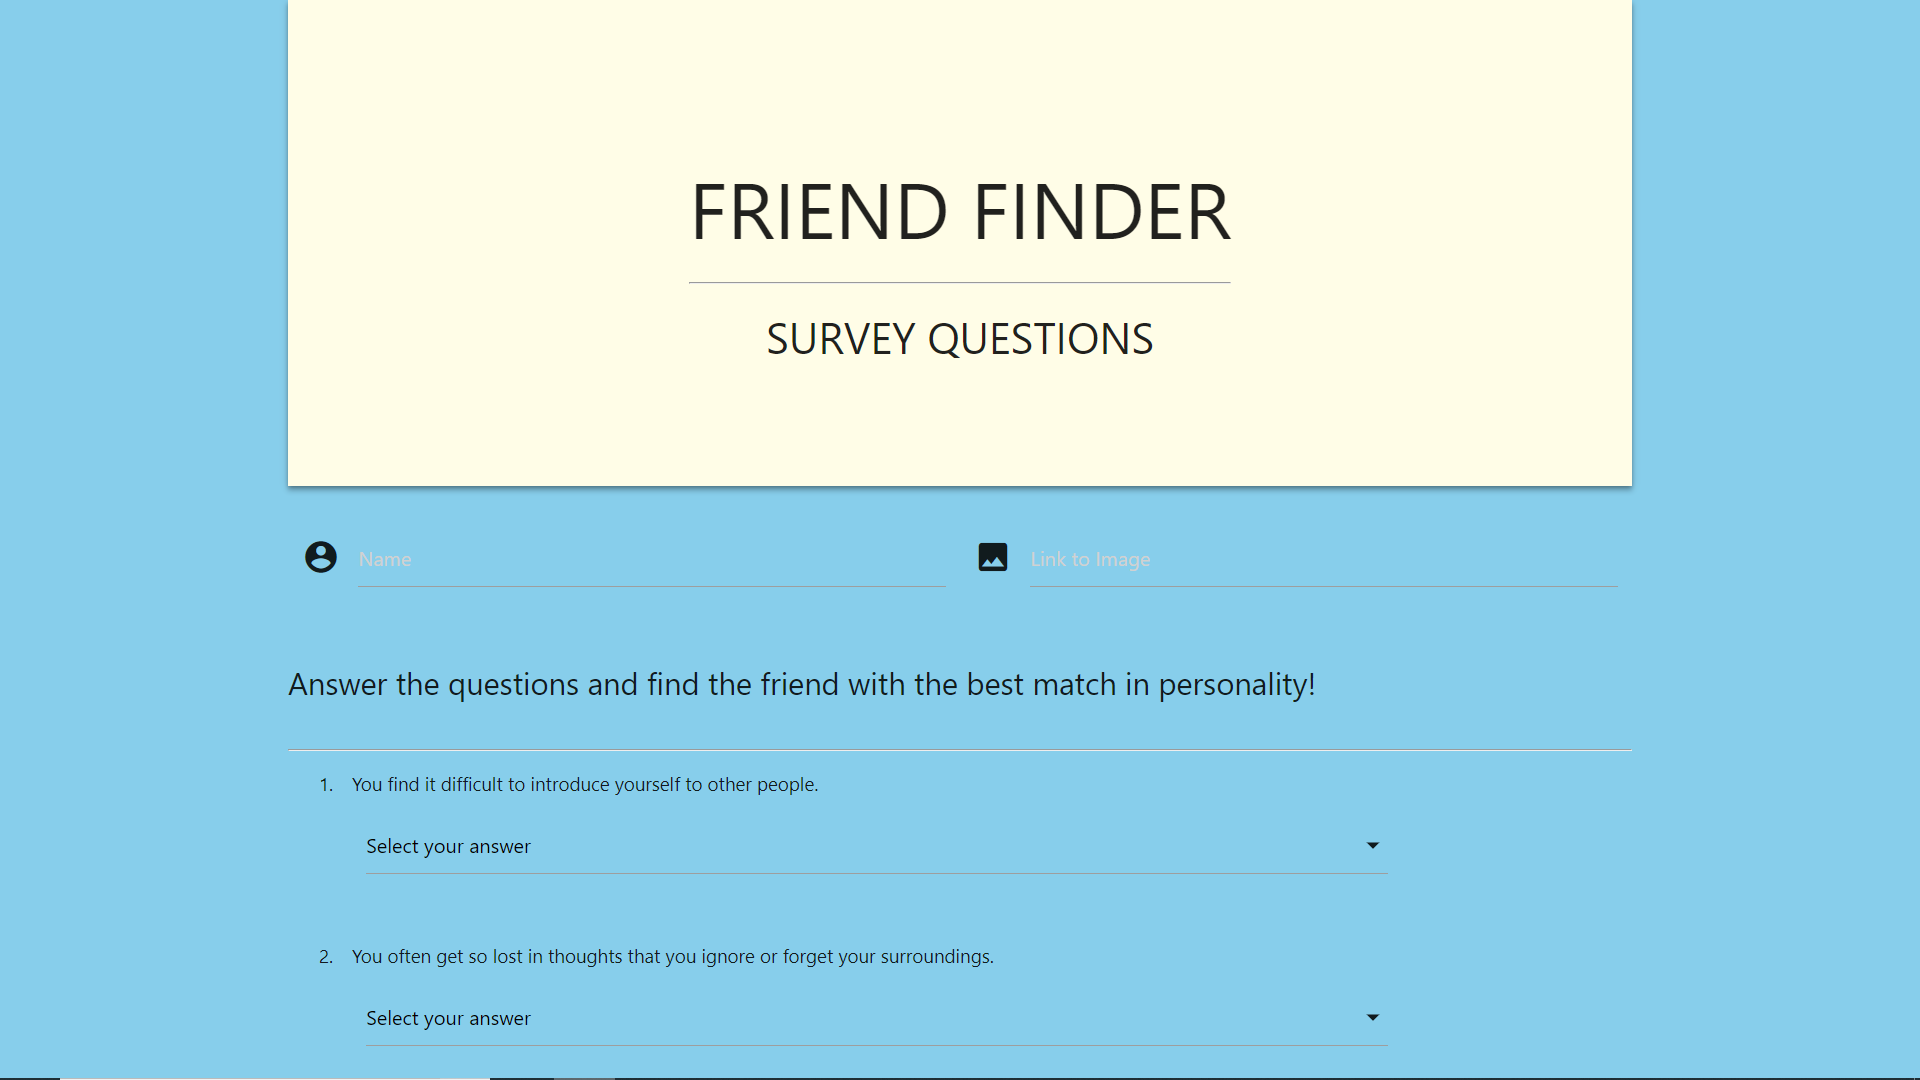 FRIEND FINDER
SURVEY QUESTIONS
Name
Link to Image
Answer the questions and find the friend with the best match in personality!
1. You find it difficult to introduce yourself to other people.
Select your answer
2. You often get so lost in thoughts that you ignore or forget your surroundings.
Select your answer